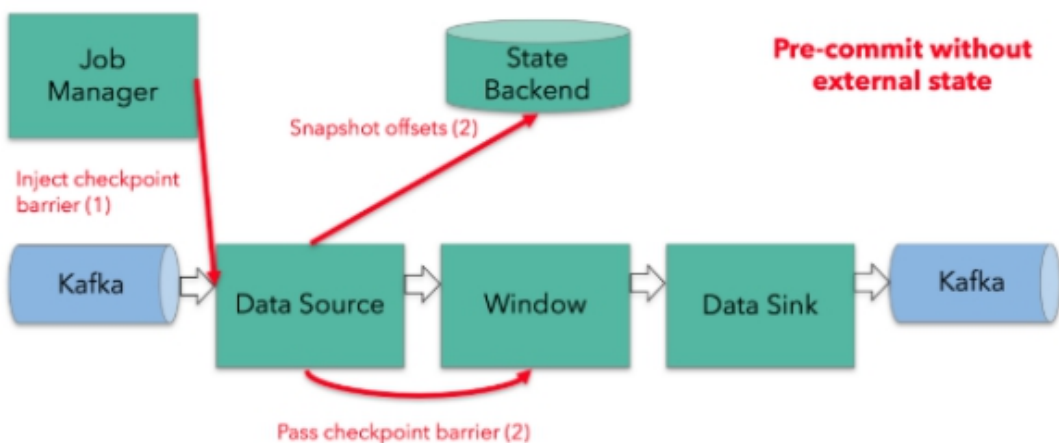 Job
Manager
State
Backend
Pre-commit without
external state
Snapshot offsets (2)
Inject checkpoint
barrier (1)
Kafka
Data Source
Window
Data Sink
Kafka
Pass checkpoint barrier (2)